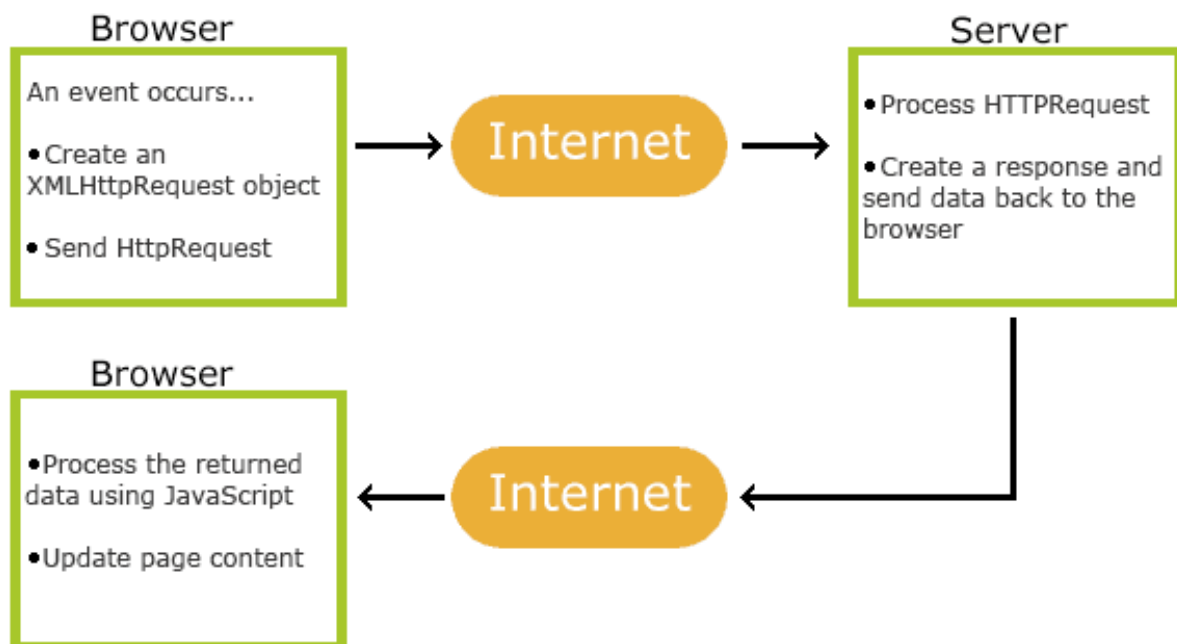 Browser
An event occurs...
●Create an
XMLHttpRequest object
● Send HttpRequest
Internet
Server
●Process HTTPRequest
●Create a response and
send data back to the
browser
Browser
●Process the returned
data using JavaScript
●Update page content
Internet